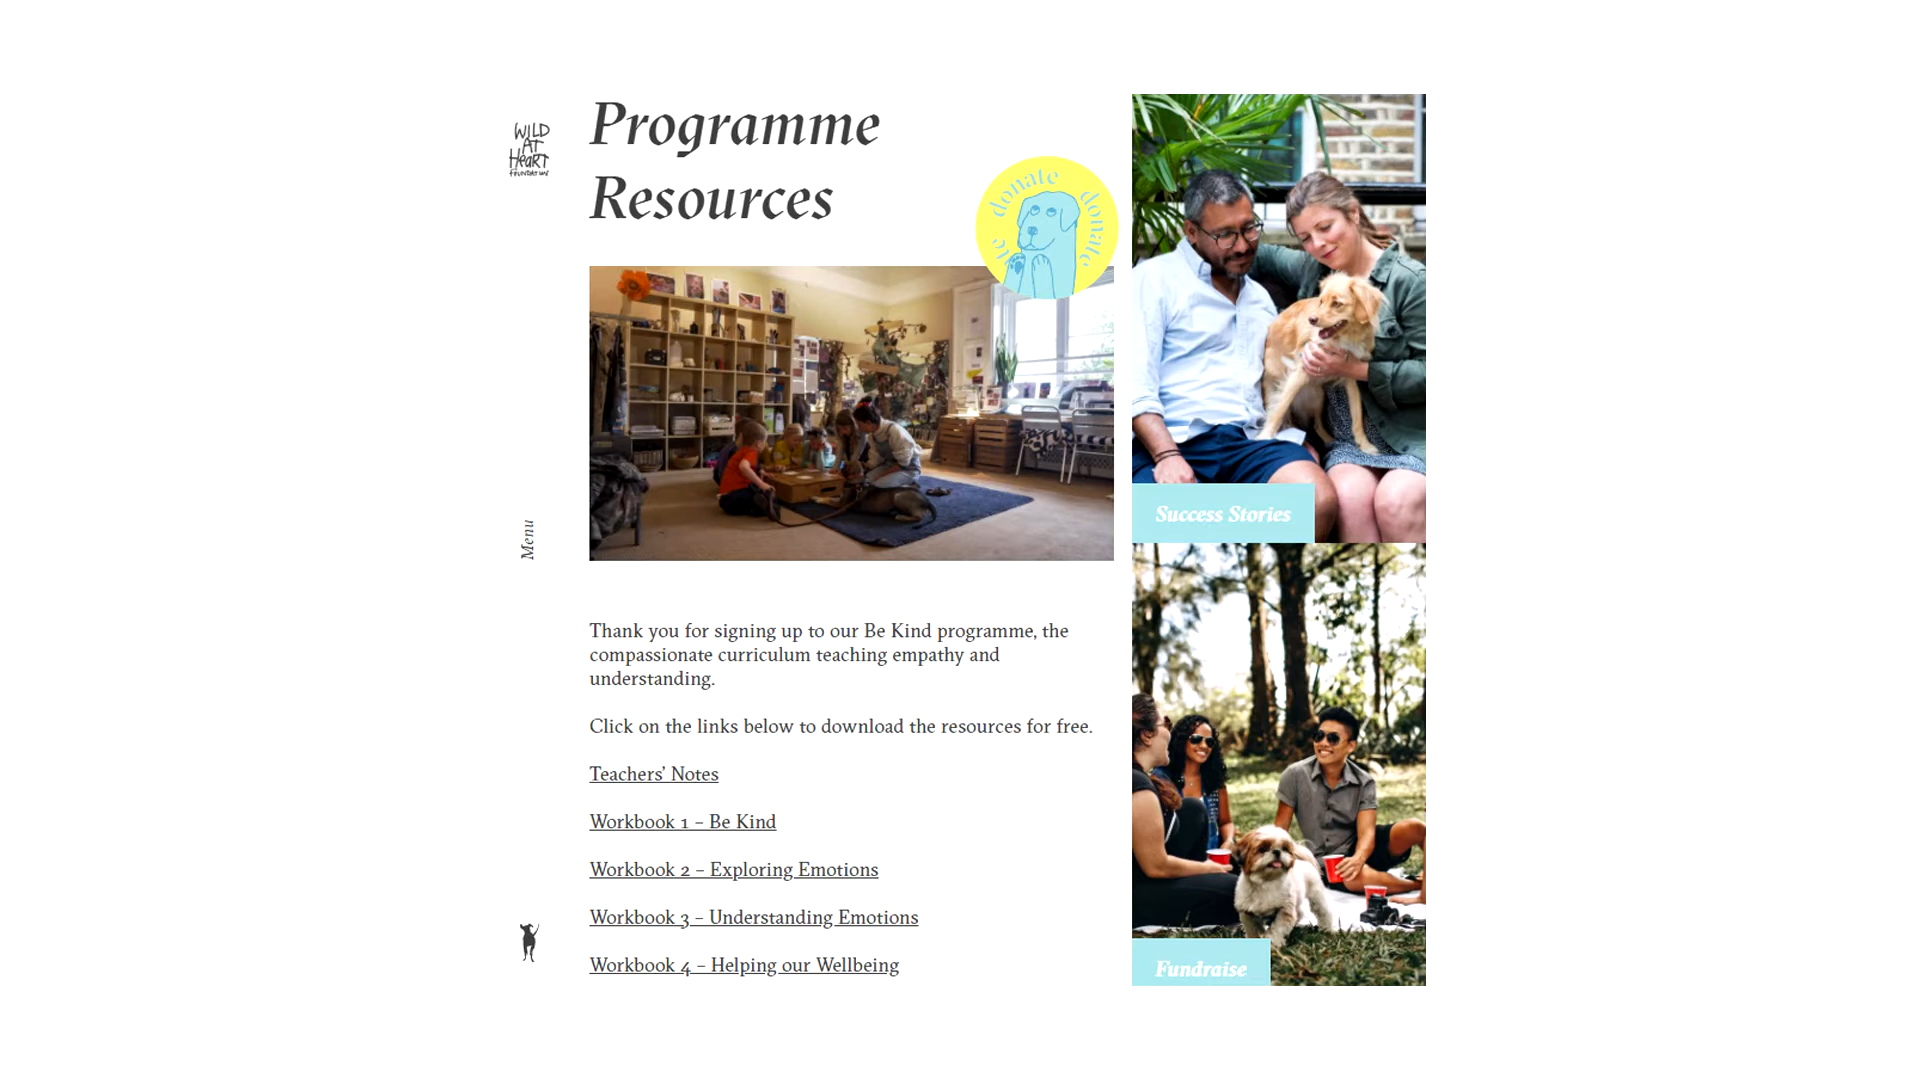 WILD
AT
HeaRT
FOUNDATION
Menu
Programme
Resources
donate donate
Thank you for signing up to our Be Kind programme, the
compassionate curriculum teaching empathy and
understanding.
Click on the links below to download the resources for free.
Teachers’ Notes
Workbook 1 – Be Kind
Workbook 2 – Exploring Emotions
Workbook 3 – Understanding Emotions
Workbook 4 – Helping our Wellbeing
Success Stories
Fundraise